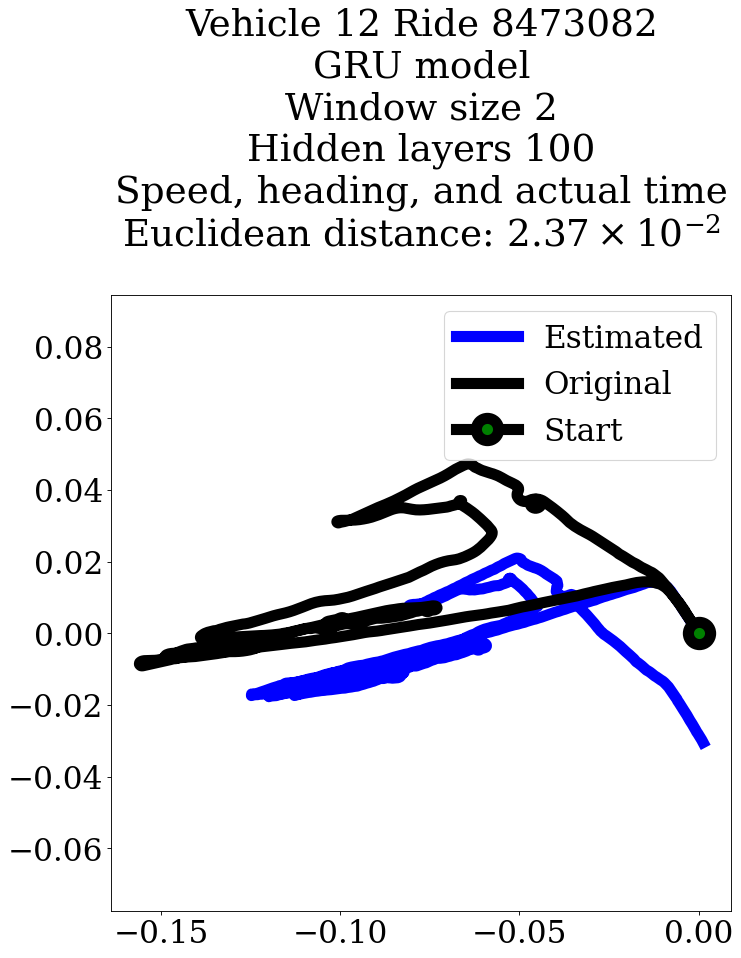 Vehicle 12 Ride 8473082
GRU model
Window size 2
Hidden layers 100
Speed, heading, and actual time
Euclidean distance: 2.37 × 10⁻²
Estimated
Original
Start
0.08
0.06
0.04
0.02
0.00
−0.02
−0.04
−0.06
−0.15 −0.10 −0.05 0.00